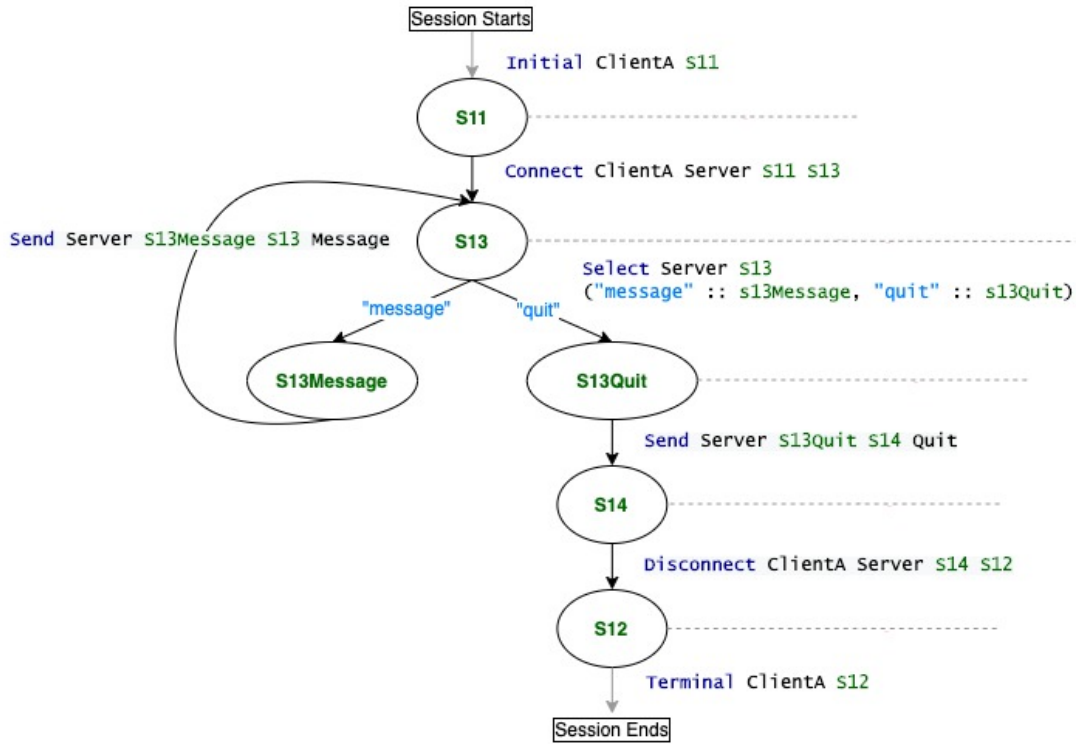 Session Starts
Initial ClientA S11
S11
Connect ClientA Server S11 S13
Send Server S13Message S13 Message
S13
Select Server S13
("message" :: s13Message, "quit" :: s13Quit)
"message"
"quit"
S13Message
S13Quit
Send Server S13Quit S14 Quit
S14
Disconnect ClientA Server S14 S12
S12
Terminal ClientA S12
Session Ends